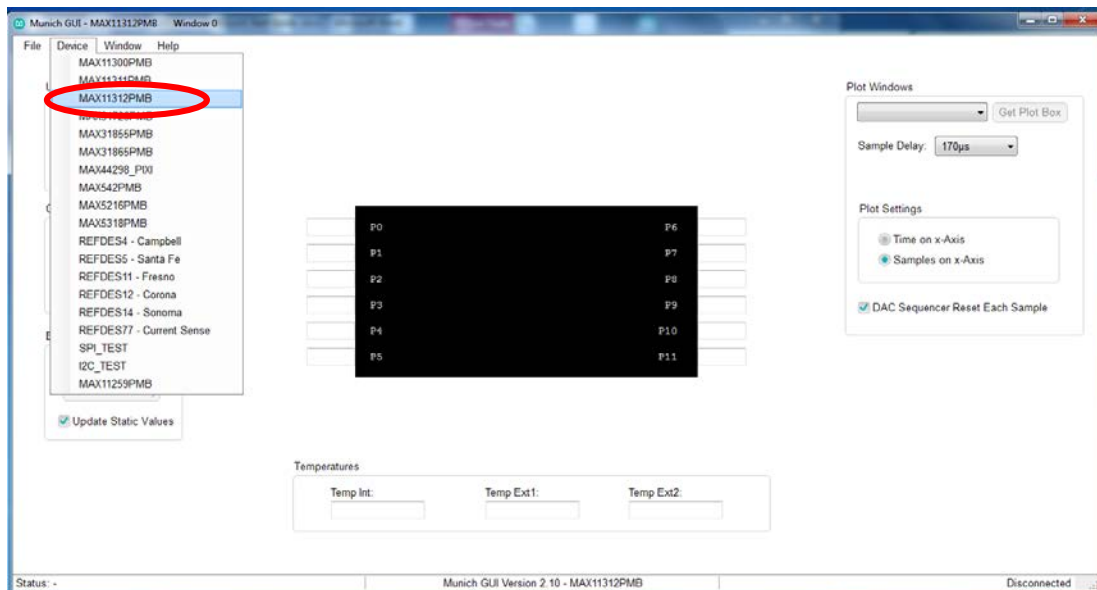 Munich GUI - MAX11312PMB Window 0
File Device Window Help
MAX11300PMB
MAX11311PMB
MAX11312PMB
MAX31855PMB
MAX31865PMB
MAX44298_PIXI
MAX542PMB
MAX5216PMB
MAX5318PMB
REFDES4 - Campbell
REFDES5 - Santa Fe
REFDES11 - Fresno
REFDES12 - Corona
REFDES14 - Sonoma
REFDES77 - Current Sense
SPI_TEST
I2C_TEST
MAX11259PMB
Update Static Values
P0 P6
P1 P7
P2 P8
P3 P9
P4 P10
P5 P11
Plot Windows
Get Plot Box
Sample Delay: 170µs
Plot Settings
Time on x-Axis
Samples on x-Axis
DAC Sequencer Reset Each Sample
Temperatures
Temp Int: Temp Ext1: Temp Ext2:
Status: - Munich GUI Version 2.10 - MAX11312PMB Disconnected